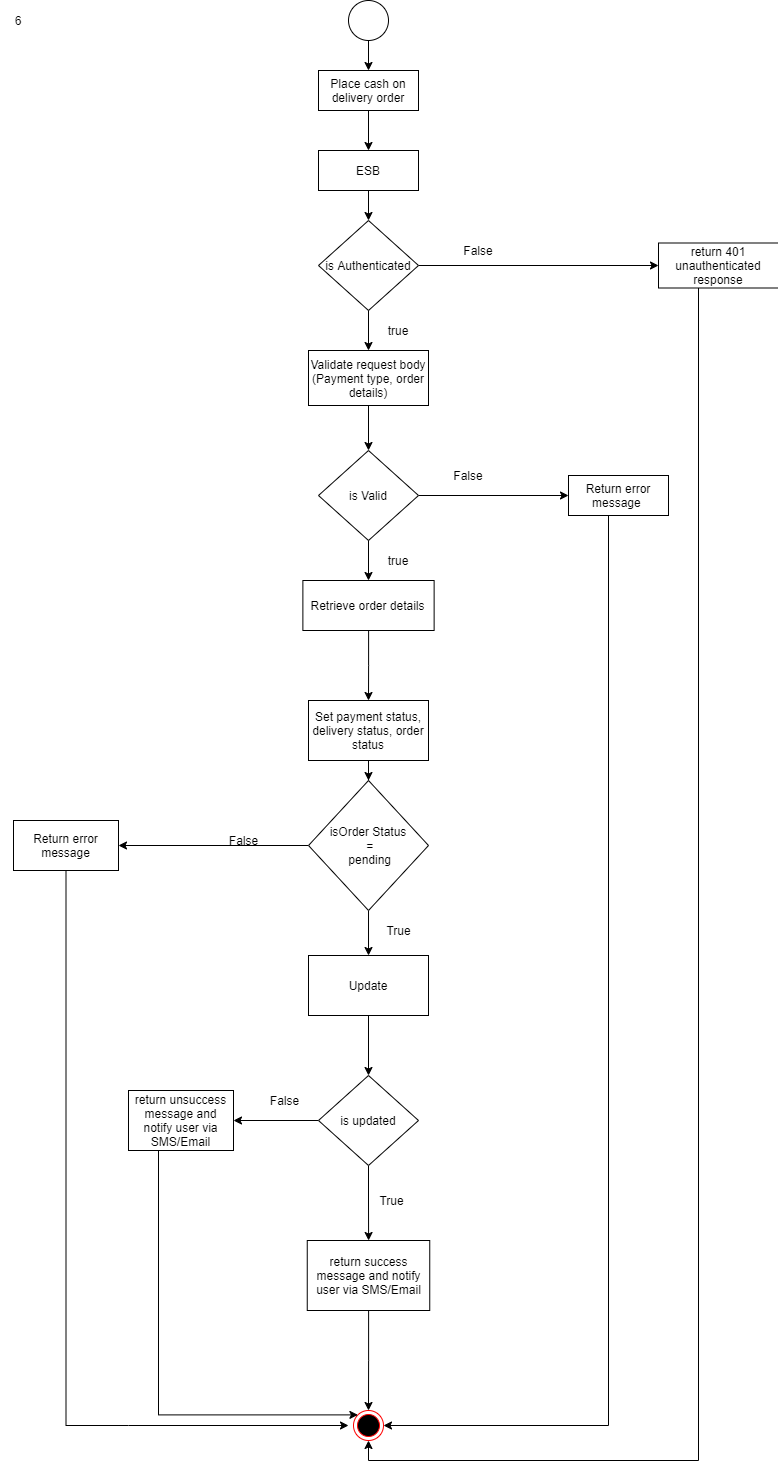 6
Place cash on
delivery order
ESB
is Authenticated
False
return 401
unauthenticated
response
true
Validate request body
(Payment type, order
details)
is Valid
False
Return error
message
true
Retrieve order details
Set payment status,
delivery status, order
status
isOrder Status
=
pending
False
Return error
message
True
Update
is updated
False
return unsuccess
message and
notify user via
SMS/Email
True
return success
message and notify
user via SMS/Email